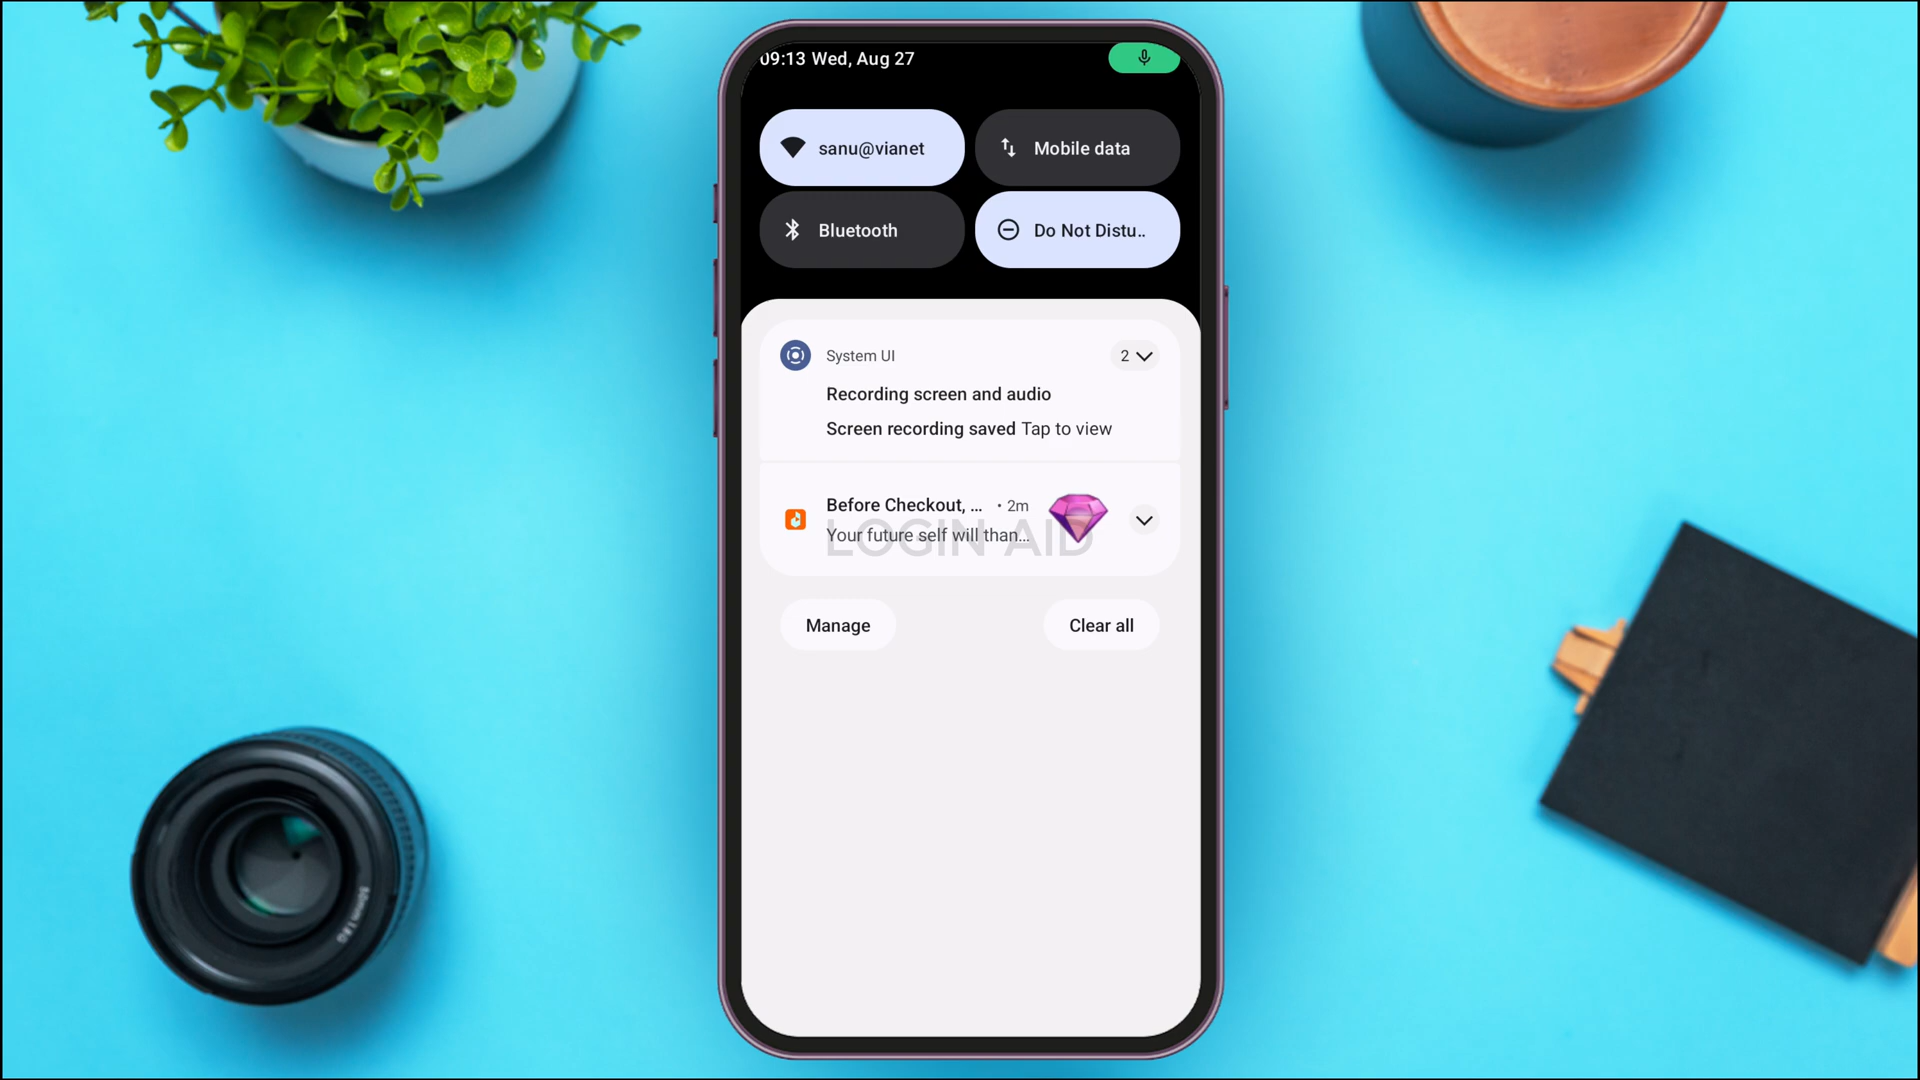 09:13 Wed, Aug 27
sanu@vianet
Mobile data
Bluetooth
Do Not Distu..
System UI
2
Recording screen and audio
Screen recording saved Tap to view
Before Checkout, ... • 2m
Your future self will than...
LOGIN AID
Manage
Clear all